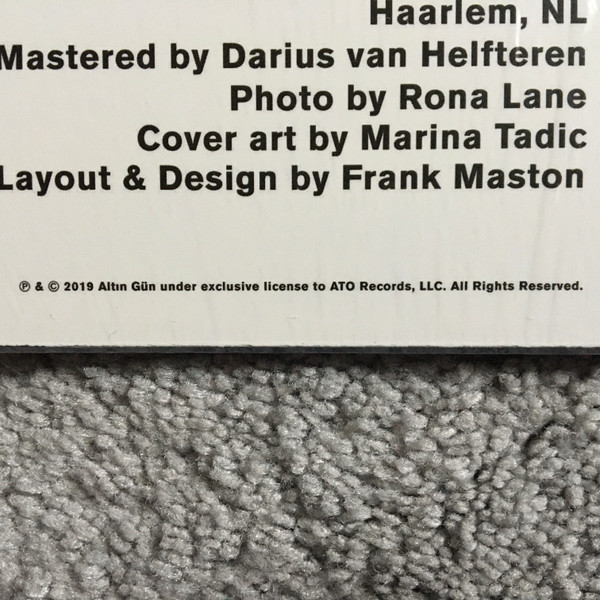 Haarlem, NL
Mastered by Darius van Helfteren
Photo by Rona Lane
Cover art by Marina Tadic
Layout & Design by Frank Maston
℗ & © 2019 Altın Gün under exclusive license to ATO Records, LLC. All Rights Reserved.